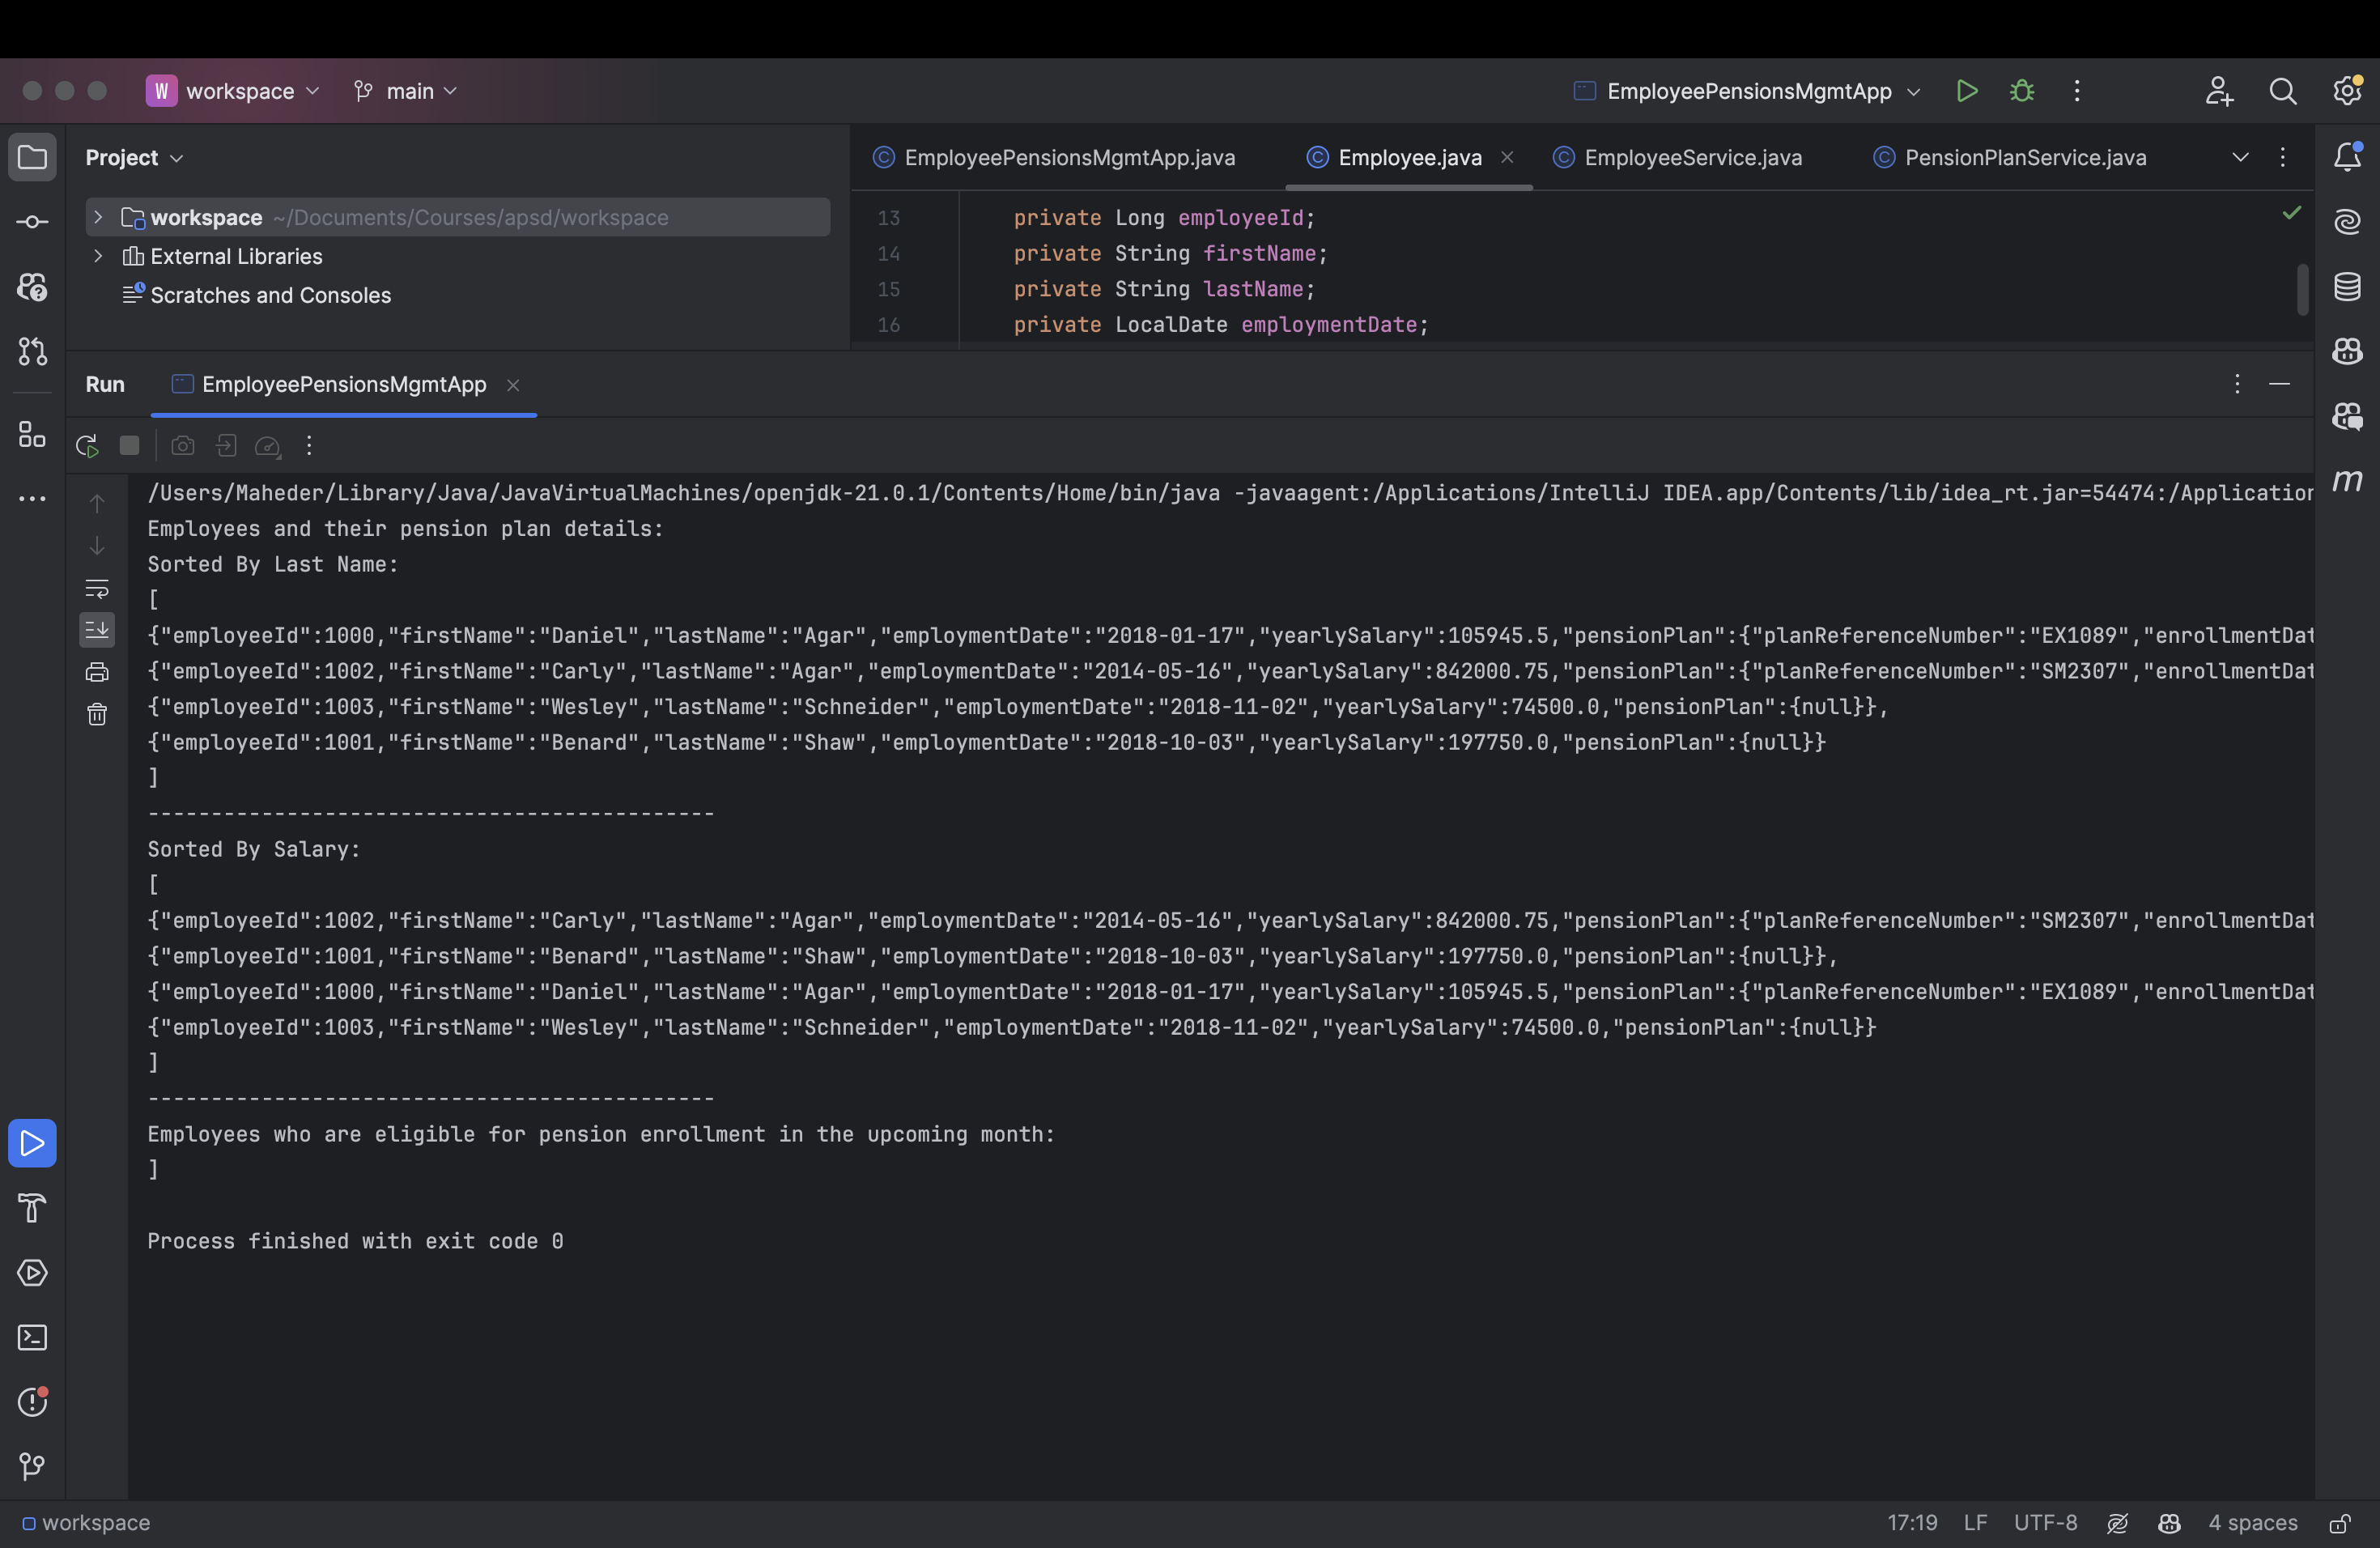 W workspace main EmployeePensionsMgmtApp
Project
workspace ~/Documents/Courses/apsd/workspace
External Libraries
Scratches and Consoles
EmployeePensionsMgmtApp.java Employee.java EmployeeService.java PensionPlanService.java
13 private Long employeeId;
14 private String firstName;
15 private String lastName;
16 private LocalDate employmentDate;
Run EmployeePensionsMgmtApp
/Users/Maheder/Library/Java/JavaVirtualMachines/openjdk-21.0.1/Contents/Home/bin/java -javaagent:/Applications/IntelliJ IDEA.app/Contents/lib/idea_rt.jar=54474:/Application
Employees and their pension plan details:
Sorted By Last Name:
[
{"employeeId":1000,"firstName":"Daniel","lastName":"Agar","employmentDate":"2018-01-17","yearlySalary":105945.5,"pensionPlan":{"planReferenceNumber":"EX1089","enrollmentDat
{"employeeId":1002,"firstName":"Carly","lastName":"Agar","employmentDate":"2014-05-16","yearlySalary":842000.75,"pensionPlan":{"planReferenceNumber":"SM2307","enrollmentDat
{"employeeId":1003,"firstName":"Wesley","lastName":"Schneider","employmentDate":"2018-11-02","yearlySalary":74500.0,"pensionPlan":{null}},
{"employeeId":1001,"firstName":"Benard","lastName":"Shaw","employmentDate":"2018-10-03","yearlySalary":197750.0,"pensionPlan":{null}}
]
---------------------------------------------
Sorted By Salary:
[
{"employeeId":1002,"firstName":"Carly","lastName":"Agar","employmentDate":"2014-05-16","yearlySalary":842000.75,"pensionPlan":{"planReferenceNumber":"SM2307","enrollmentDat
{"employeeId":1001,"firstName":"Benard","lastName":"Shaw","employmentDate":"2018-10-03","yearlySalary":197750.0,"pensionPlan":{null}},
{"employeeId":1000,"firstName":"Daniel","lastName":"Agar","employmentDate":"2018-01-17","yearlySalary":105945.5,"pensionPlan":{"planReferenceNumber":"EX1089","enrollmentDat
{"employeeId":1003,"firstName":"Wesley","lastName":"Schneider","employmentDate":"2018-11-02","yearlySalary":74500.0,"pensionPlan":{null}}
]
---------------------------------------------
Employees who are eligible for pension enrollment in the upcoming month:
]
Process finished with exit code 0
workspace 17:19 LF UTF-8 4 spaces